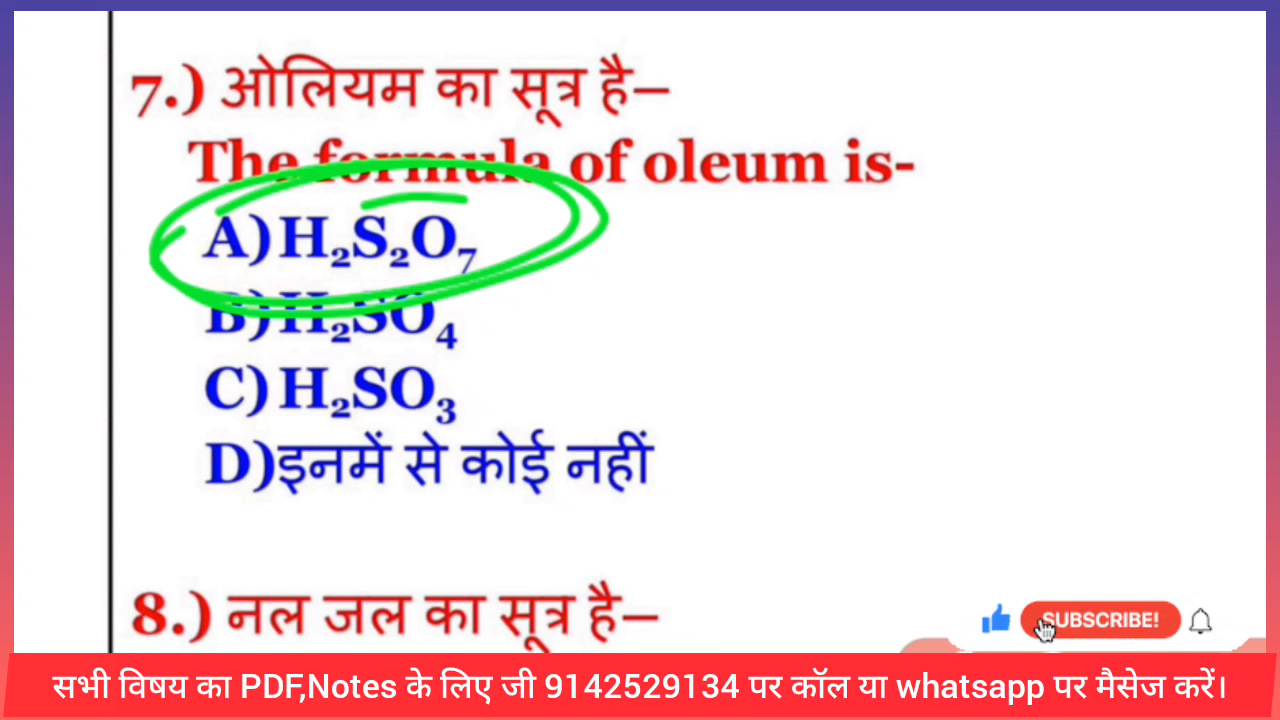 7.) ओलियम का सूत्र है–
The formula of oleum is-
A) H₂S₂O₇
B) H₂SO₄
C) H₂SO₃
D)इनमें से कोई नहीं
8.) नल जल का सूत्र है–
SUBSCRIBE!
सभी विषय का PDF,Notes के लिए जी 9142529134 पर कॉल या whatsapp पर मैसेज करें।